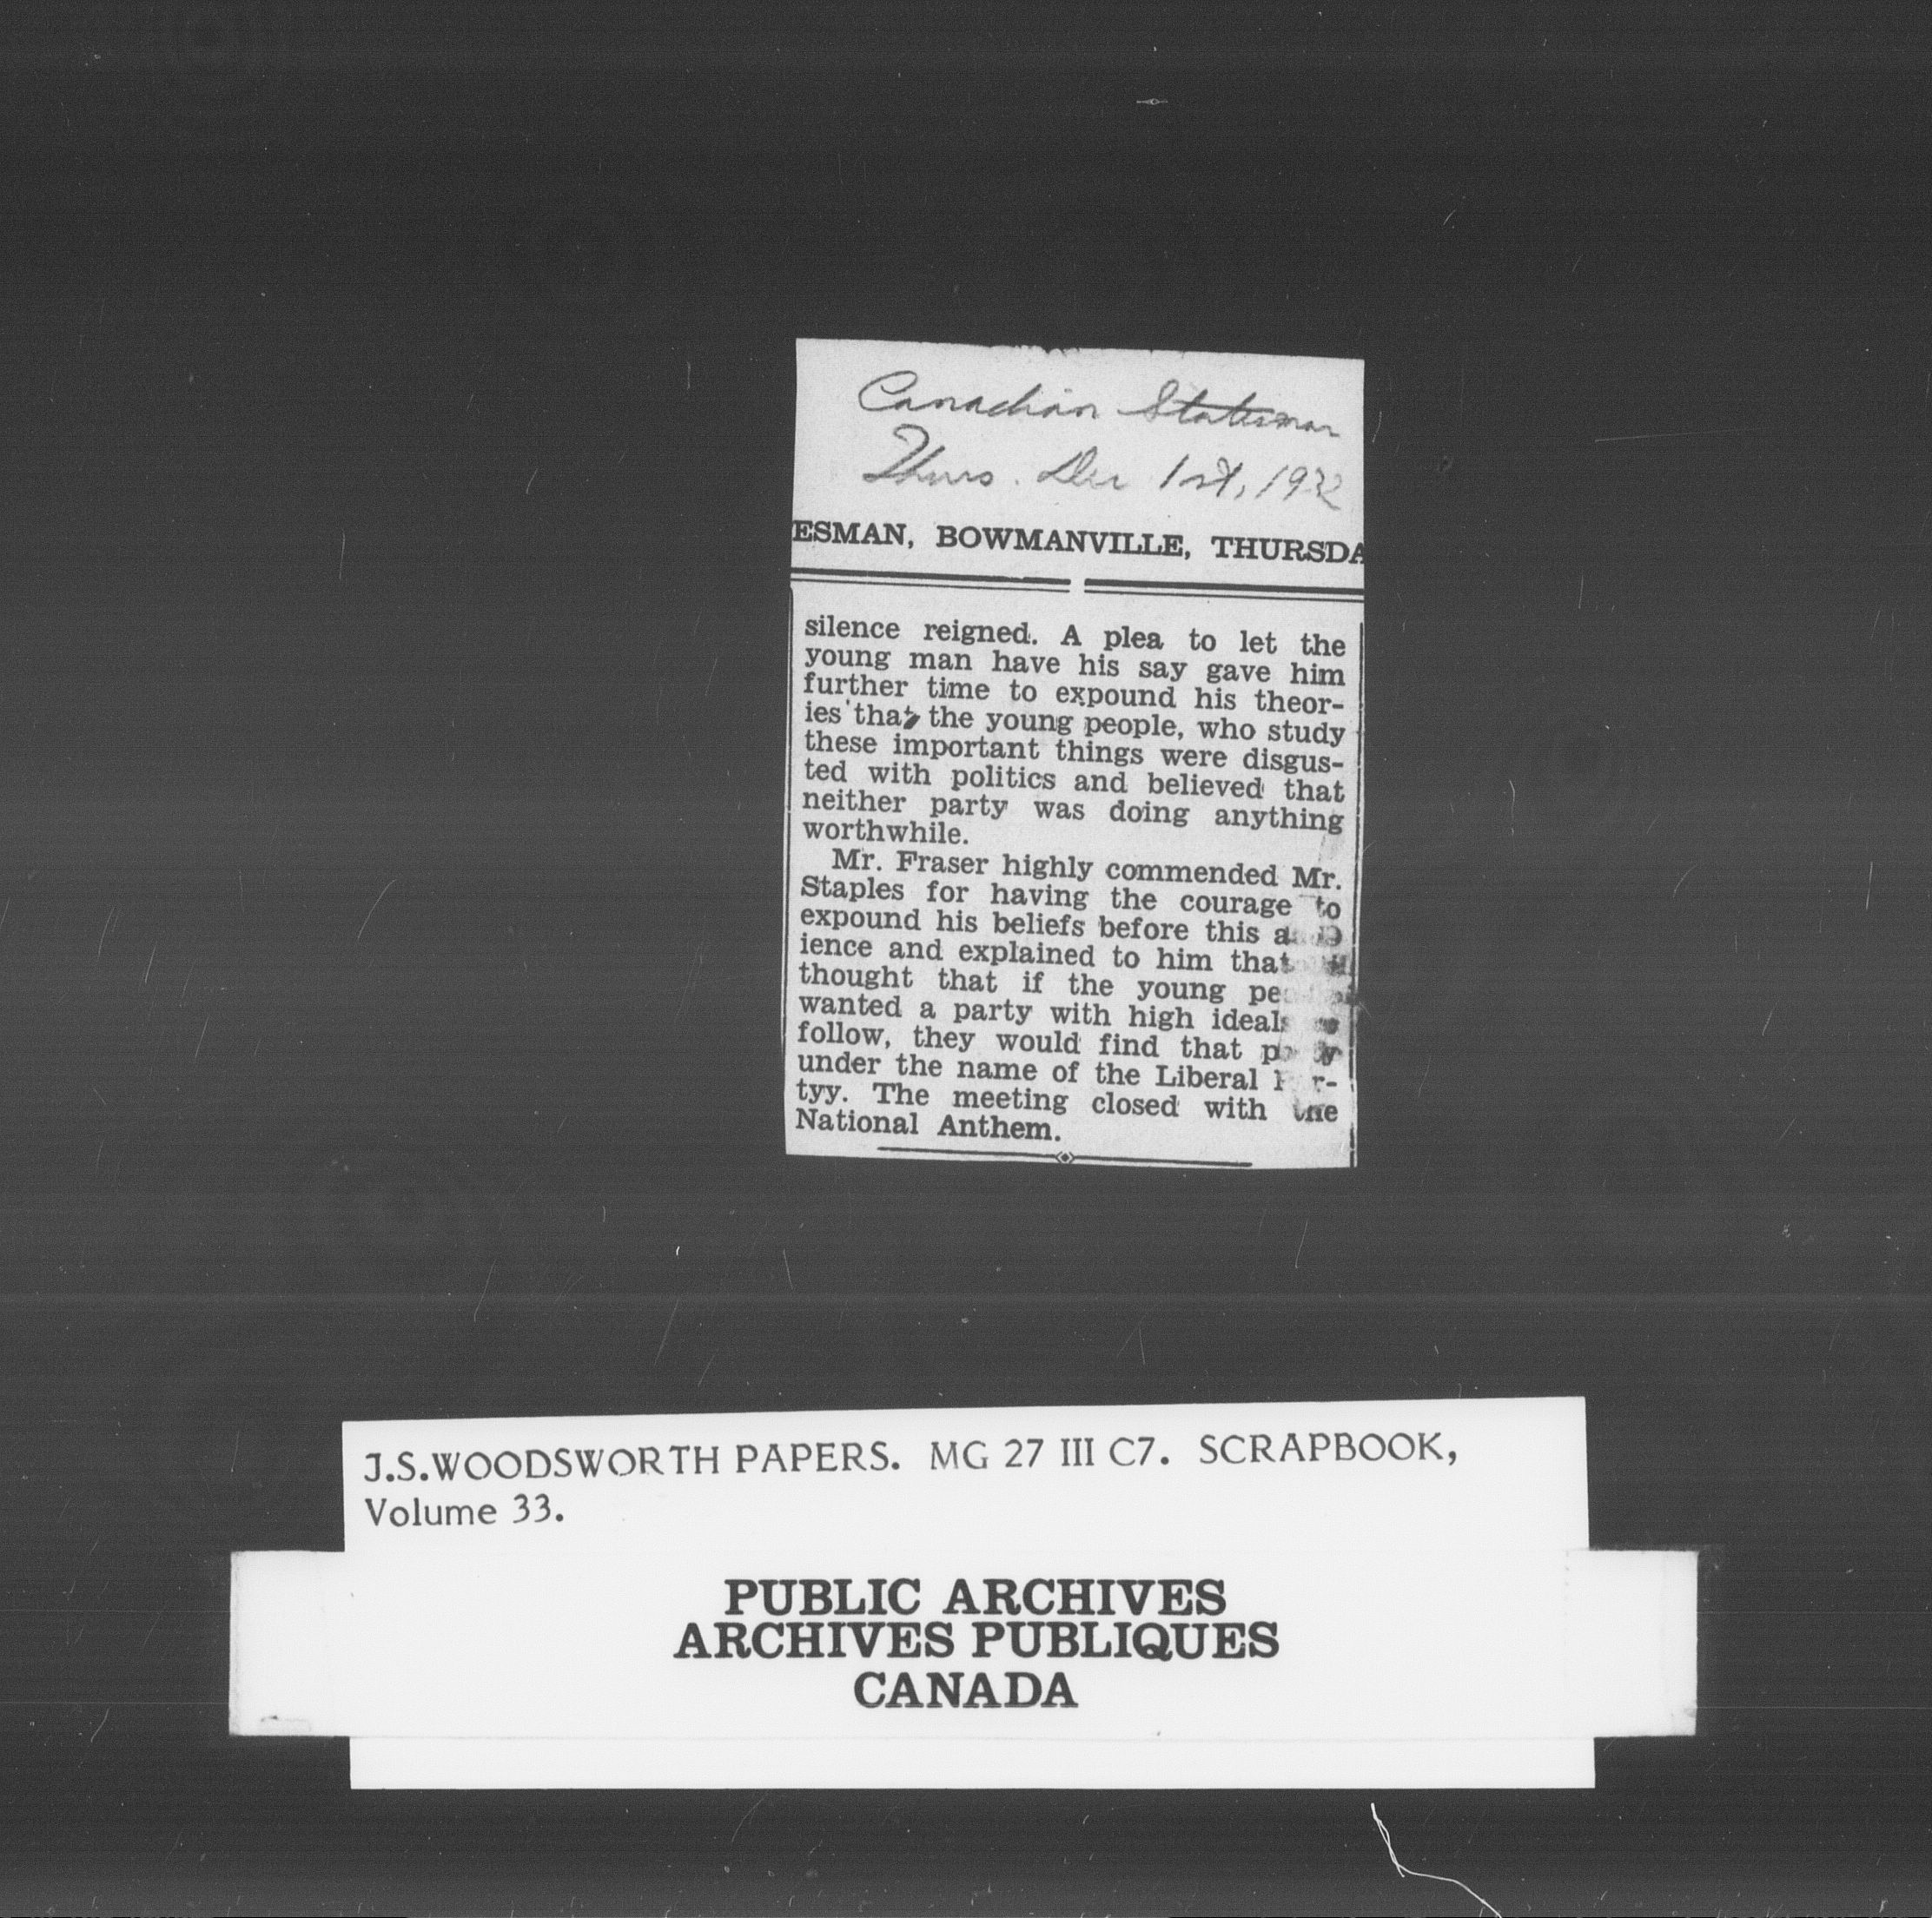 Canadian Statesman
Thurs. Dec 1st, 1932
ESMAN, BOWMANVILLE, THURSDA
silence reigned. A plea to let the
young man have his say gave him
further time to expound his theor-
ies that the young people, who study
these important things were disgus-
ted with politics and believed that
neither party was doing anything
worthwhile.
Mr. Fraser highly commended Mr.
Staples for having the courage to
expound his beliefs before this
ience and explained to him that
thought that if the young
wanted a party with high ideals
follow, they would find that party
under the name of the Liberal Par-
tyy. The meeting closed with the
National Anthem.
J.S.WOODSWORTH PAPERS. MG 27 III C7. SCRAPBOOK,
Volume 33.
PUBLIC ARCHIVES
ARCHIVES PUBLIQUES
CANADA